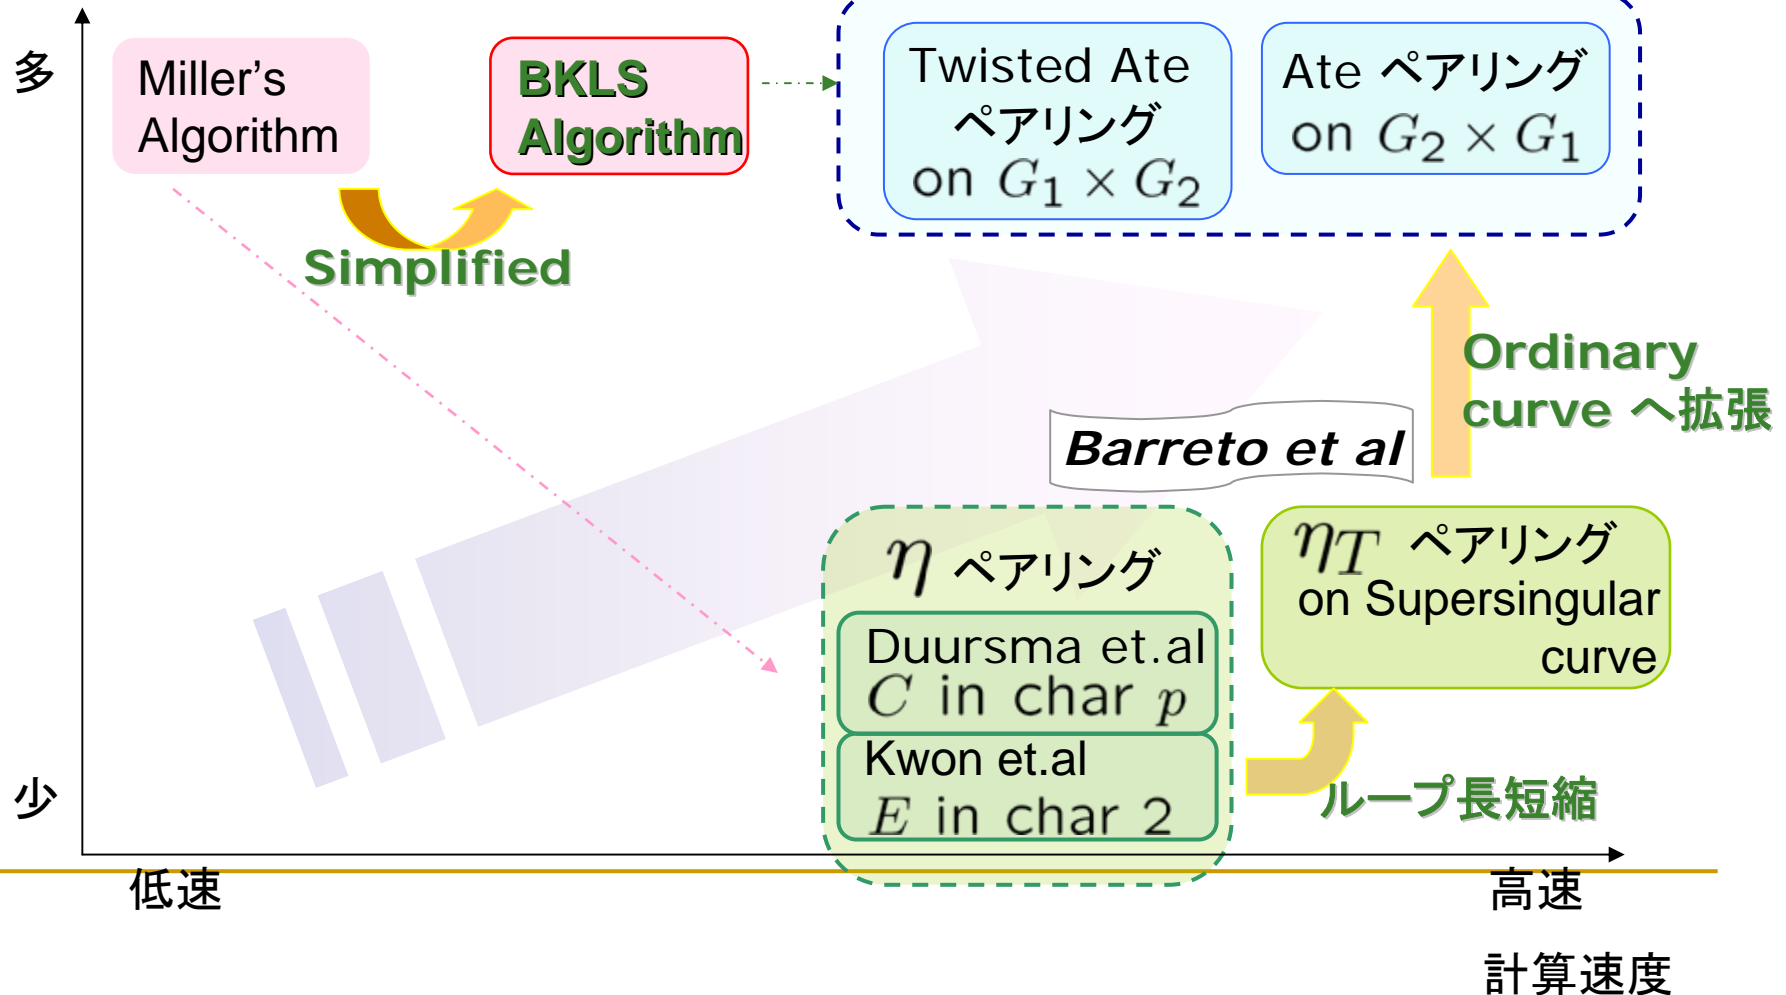 多
Miller's
Algorithm
BKLS
Algorithm
Simplified
Twisted Ate
ペアリング
on G₁ × G₂
Ate ペアリング
on G₂ × G₁
Ordinary
curve へ拡張
Barreto et al
η ペアリング
Duursma et.al
C in char p
Kwon et.al
E in char 2
η_T ペアリング
on Supersingular
curve
ループ長短縮
少
低速
高速
計算速度